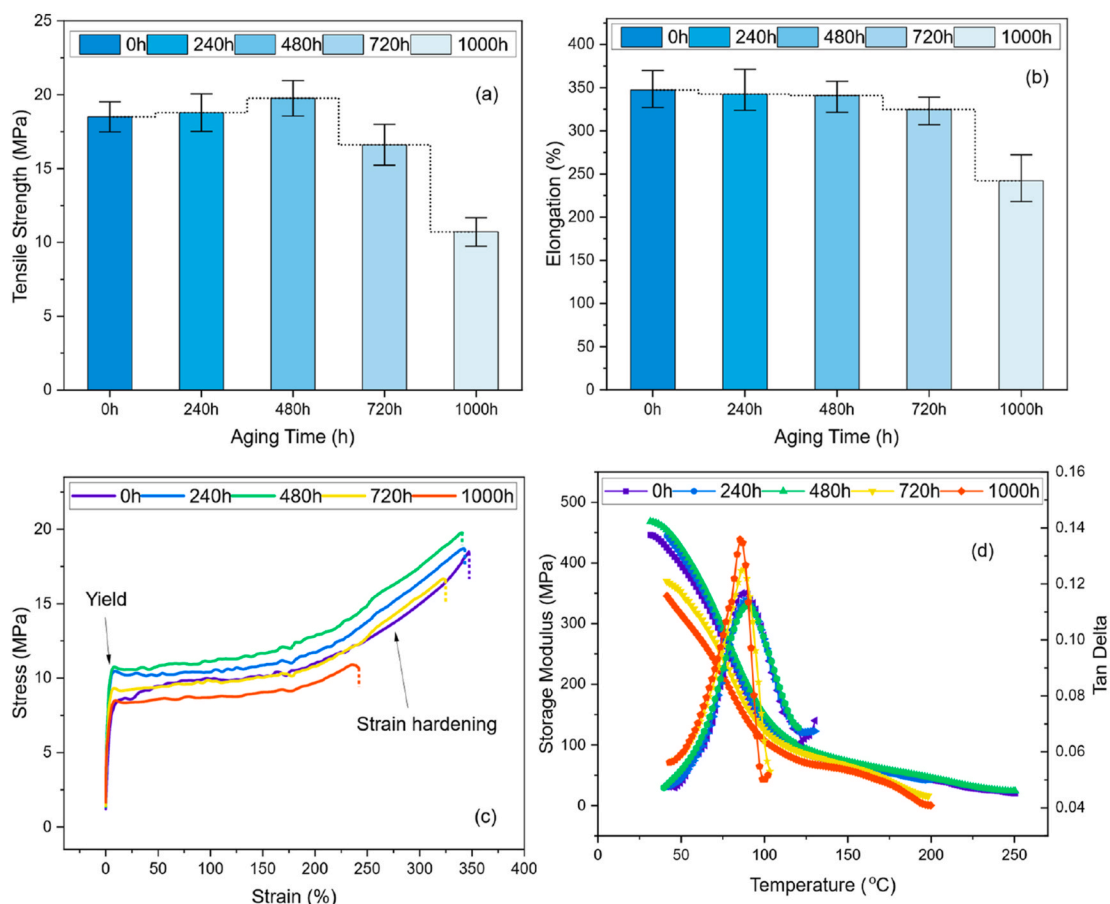 0h 240h 480h 720h 1000h
(a)
Tensile Strength (MPa)
25
20
15
10
5
0
0h 240h 480h 720h 1000h
Aging Time (h)
0h 240h 480h 720h 1000h
(b)
Elongation (%)
400
350
300
250
200
150
100
50
0
0h 240h 480h 720h 1000h
Aging Time (h)
0h 240h 480h 720h 1000h
Yield
Strain hardening
(c)
Stress (MPa)
20
15
10
5
0
0 50 100 150 200 250 300 350 400
Strain (%)
0h 240h 480h 720h 1000h
(d)
Storage Modulus (MPa)
500
450
400
350
300
250
200
150
100
50
0
0 50 100 150 200 250
Temperature (°C)
0.16
0.14
0.12
0.10
0.08
0.06
0.04
Tan Delta